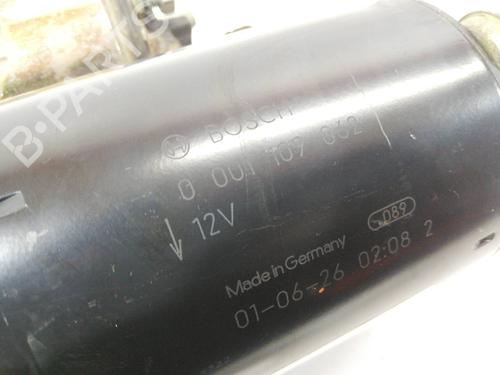 BOSCH
0 001 109 062
12V
089
Made in Germany
01-06-26 02:08 2
B-PARTS